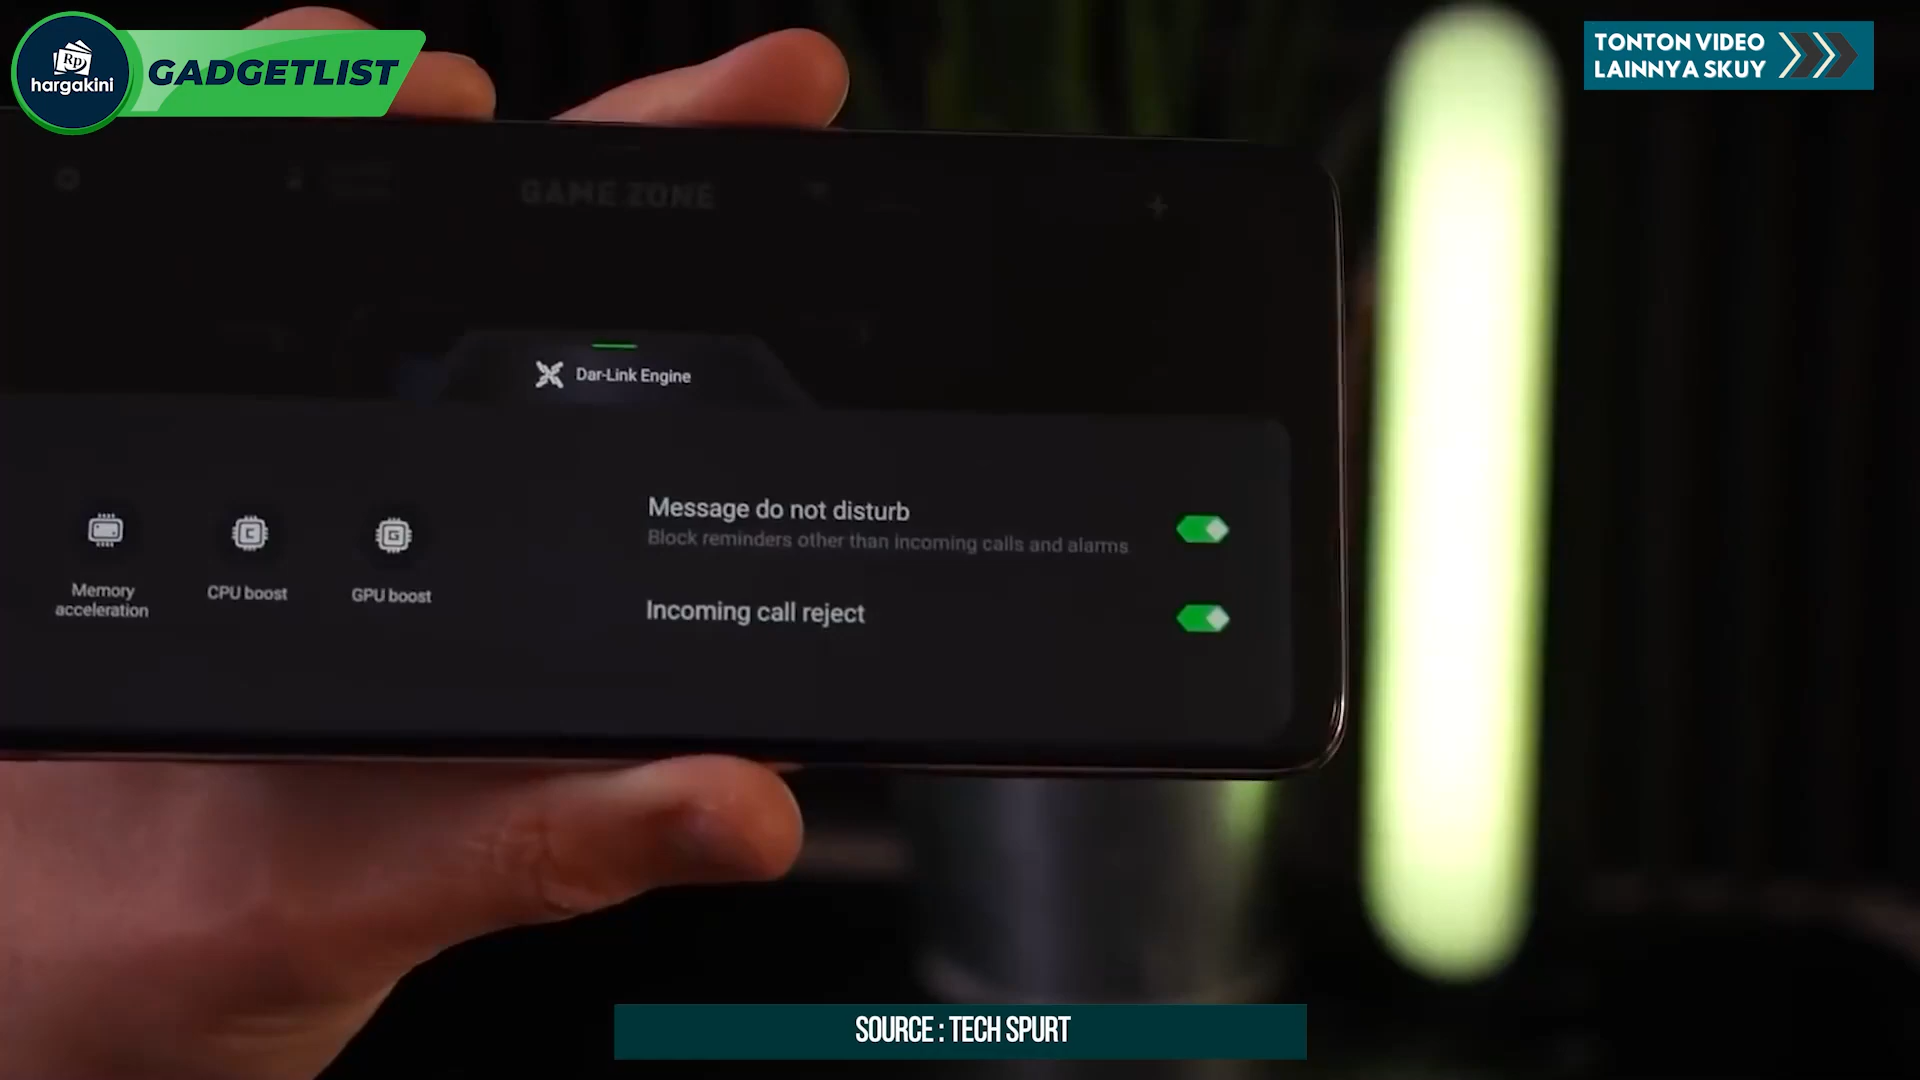 Rp
hargakini
GADGETLIST
TONTON VIDEO
LAINNYA SKUY
GAME ZONE
Dar-Link Engine
Message do not disturb
Block reminders other than incoming calls and alarms
Memory
acceleration
CPU boost
GPU boost
Incoming call reject
SOURCE : TECH SPURT